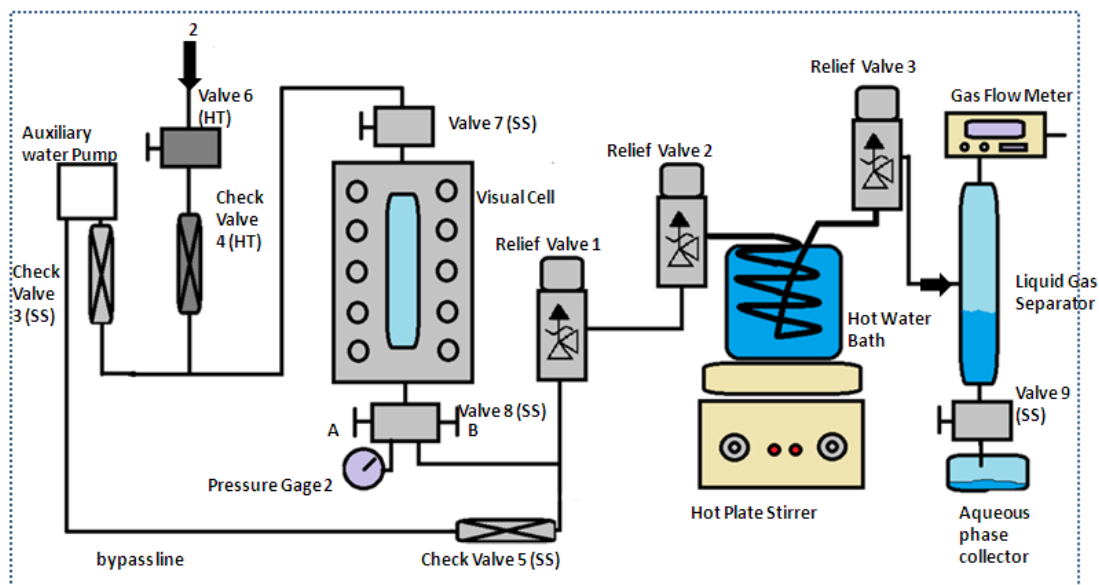 2
Valve 6
(HT)
Auxiliary
water Pump
Check
Valve
4 (HT)
Check
Valve
3 (SS)
Valve 7 (SS)
Visual Cell
Relief Valve 1
Relief Valve 2
Relief Valve 3
Gas Flow Meter
Liquid Gas
Separator
Hot Water
Bath
Valve 8 (SS)
A
B
Valve 9
(SS)
Pressure Gage 2
Hot Plate Stirrer
Aqueous
phase
collector
bypass line
Check Valve 5 (SS)